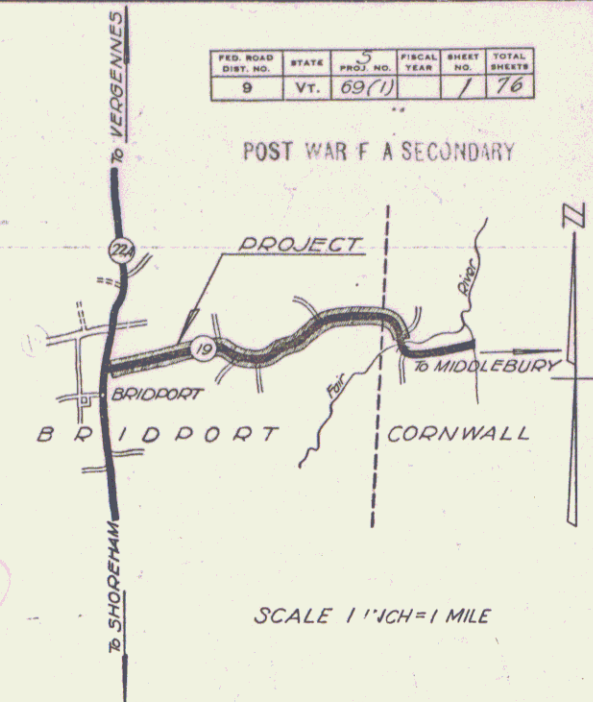 FED. ROAD DIST. NO. STATE S PROJ. NO. FISCAL YEAR SHEET NO. TOTAL SHEETS
9 VT. 69(1) 1 76
POST WAR F A SECONDARY
TO VERGENNES
22A
PROJECT
River
N
19
TO MIDDLEBURY
BRIDPORT
Fair
BRIDPORT
CORNWALL
TO SHOREHAM
SCALE 1 INCH = 1 MILE